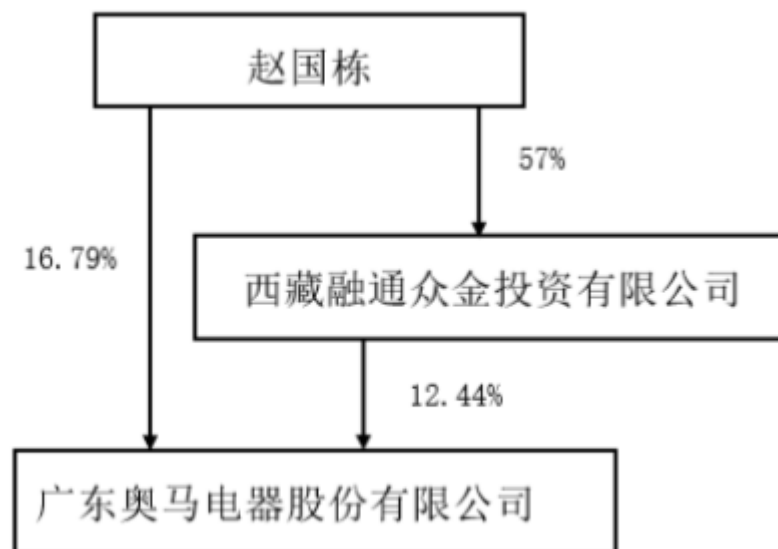 赵国栋
57%
16.79%
西藏融通众金投资有限公司
12.44%
广东奥马电器股份有限公司